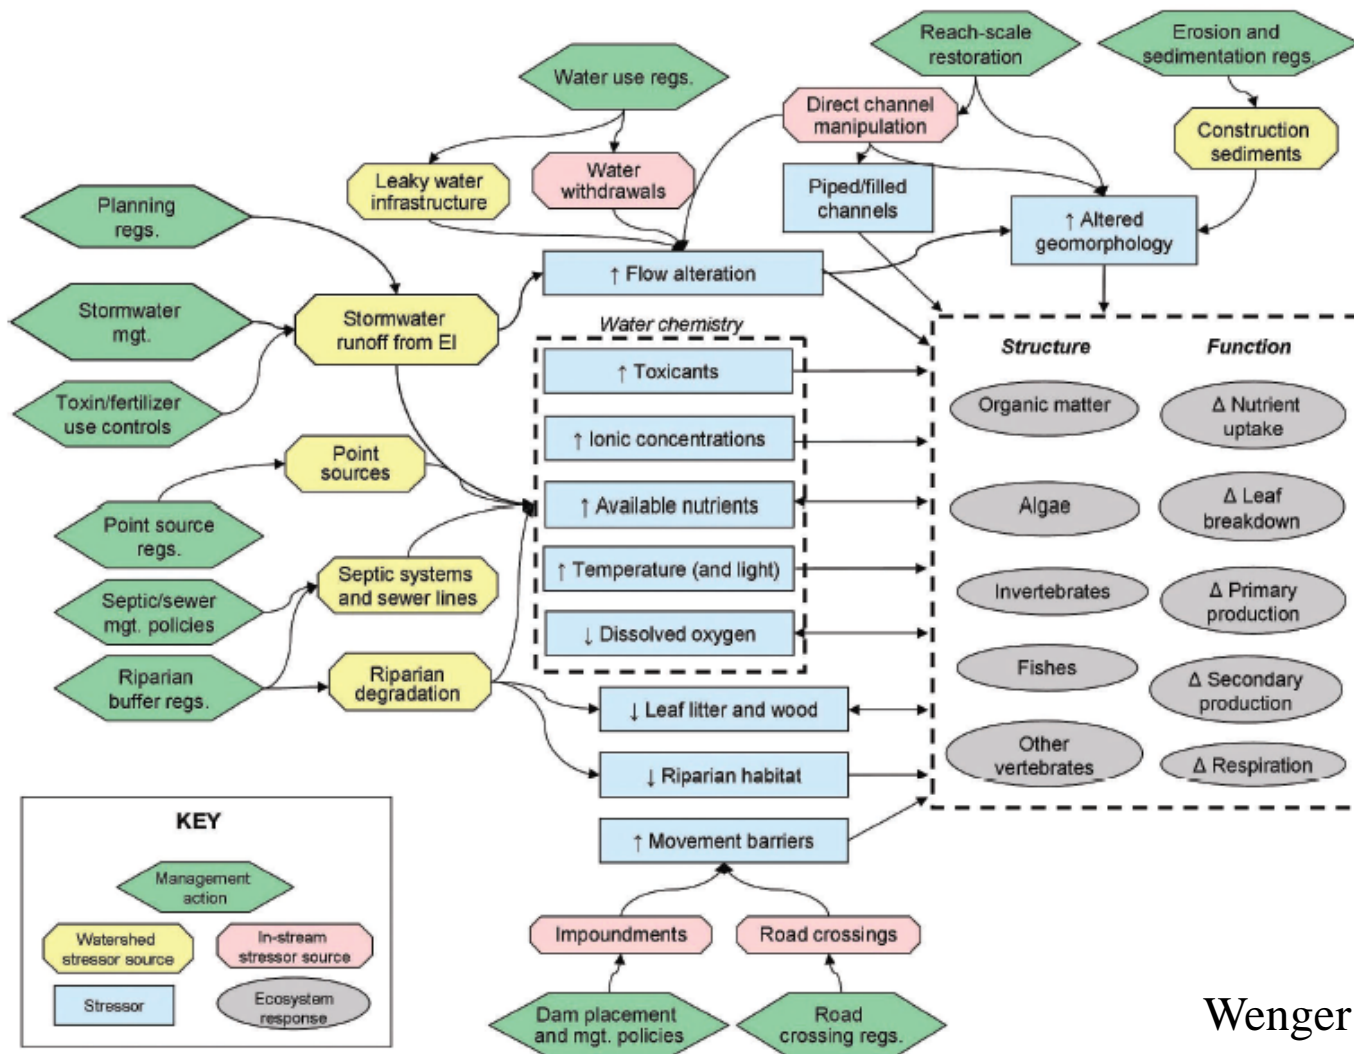 Reach-scale
restoration
Erosion and
sedimentation regs.
Water use regs.
Direct channel
manipulation
Construction
sediments
Leaky water
infrastructure
Water
withdrawals
Piped/filled
channels
Planning
regs.
↑ Altered
geomorphology
↑ Flow alteration
Stormwater
mgt.
Stormwater
runoff from EI
Water chemistry
Structure
Function
↑ Toxicants
Toxin/fertilizer
use controls
Organic matter
Δ Nutrient
uptake
↑ Ionic concentrations
Point
sources
↑ Available nutrients
Algae
Δ Leaf
breakdown
Point source
regs.
↑ Temperature (and light)
Septic systems
and sewer lines
Invertebrates
Δ Primary
production
Septic/sewer
mgt. policies
↓ Dissolved oxygen
Riparian
buffer regs.
Riparian
degradation
Fishes
Δ Secondary
production
↓ Leaf litter and wood
Other
vertebrates
↓ Riparian habitat
Δ Respiration
↑ Movement barriers
KEY
Management
action
Watershed
stressor source
In-stream
stressor source
Stressor
Ecosystem
response
Impoundments
Road crossings
Dam placement
and mgt. policies
Road
crossing regs.
Wenger